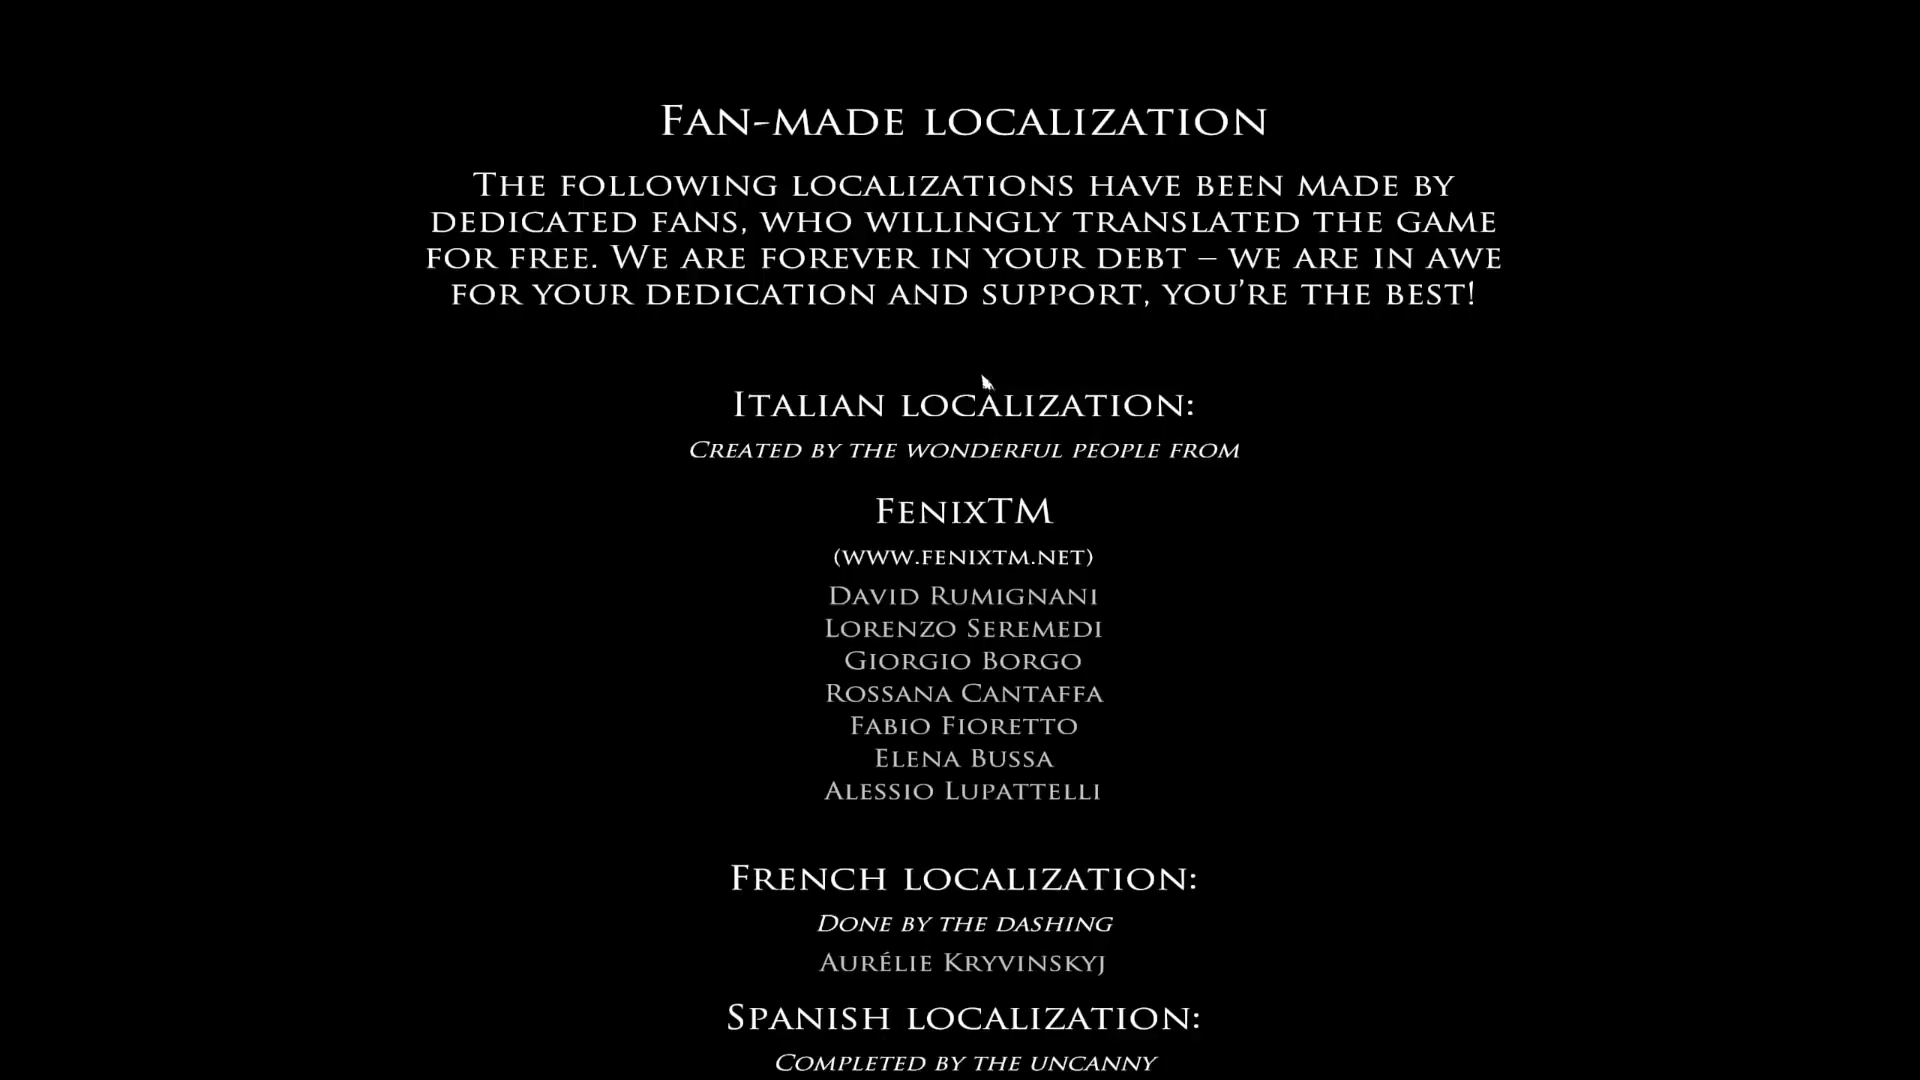 Fan-made localization
The following localizations have been made by
dedicated fans, who willingly translated the game
for free. We are forever in your debt – we are in awe
for your dedication and support, you're the best!
Italian localization:
Created by the wonderful people from
FenixTM
(www.fenixtm.net)
David Rumignani
Lorenzo Seremedi
Giorgio Borgo
Rossana Cantaffa
Fabio Fioretto
Elena Bussa
Alessio Lupattelli
French localization:
Done by the dashing
Aurélie Kryvinskyj
Spanish localization:
Completed by the uncanny